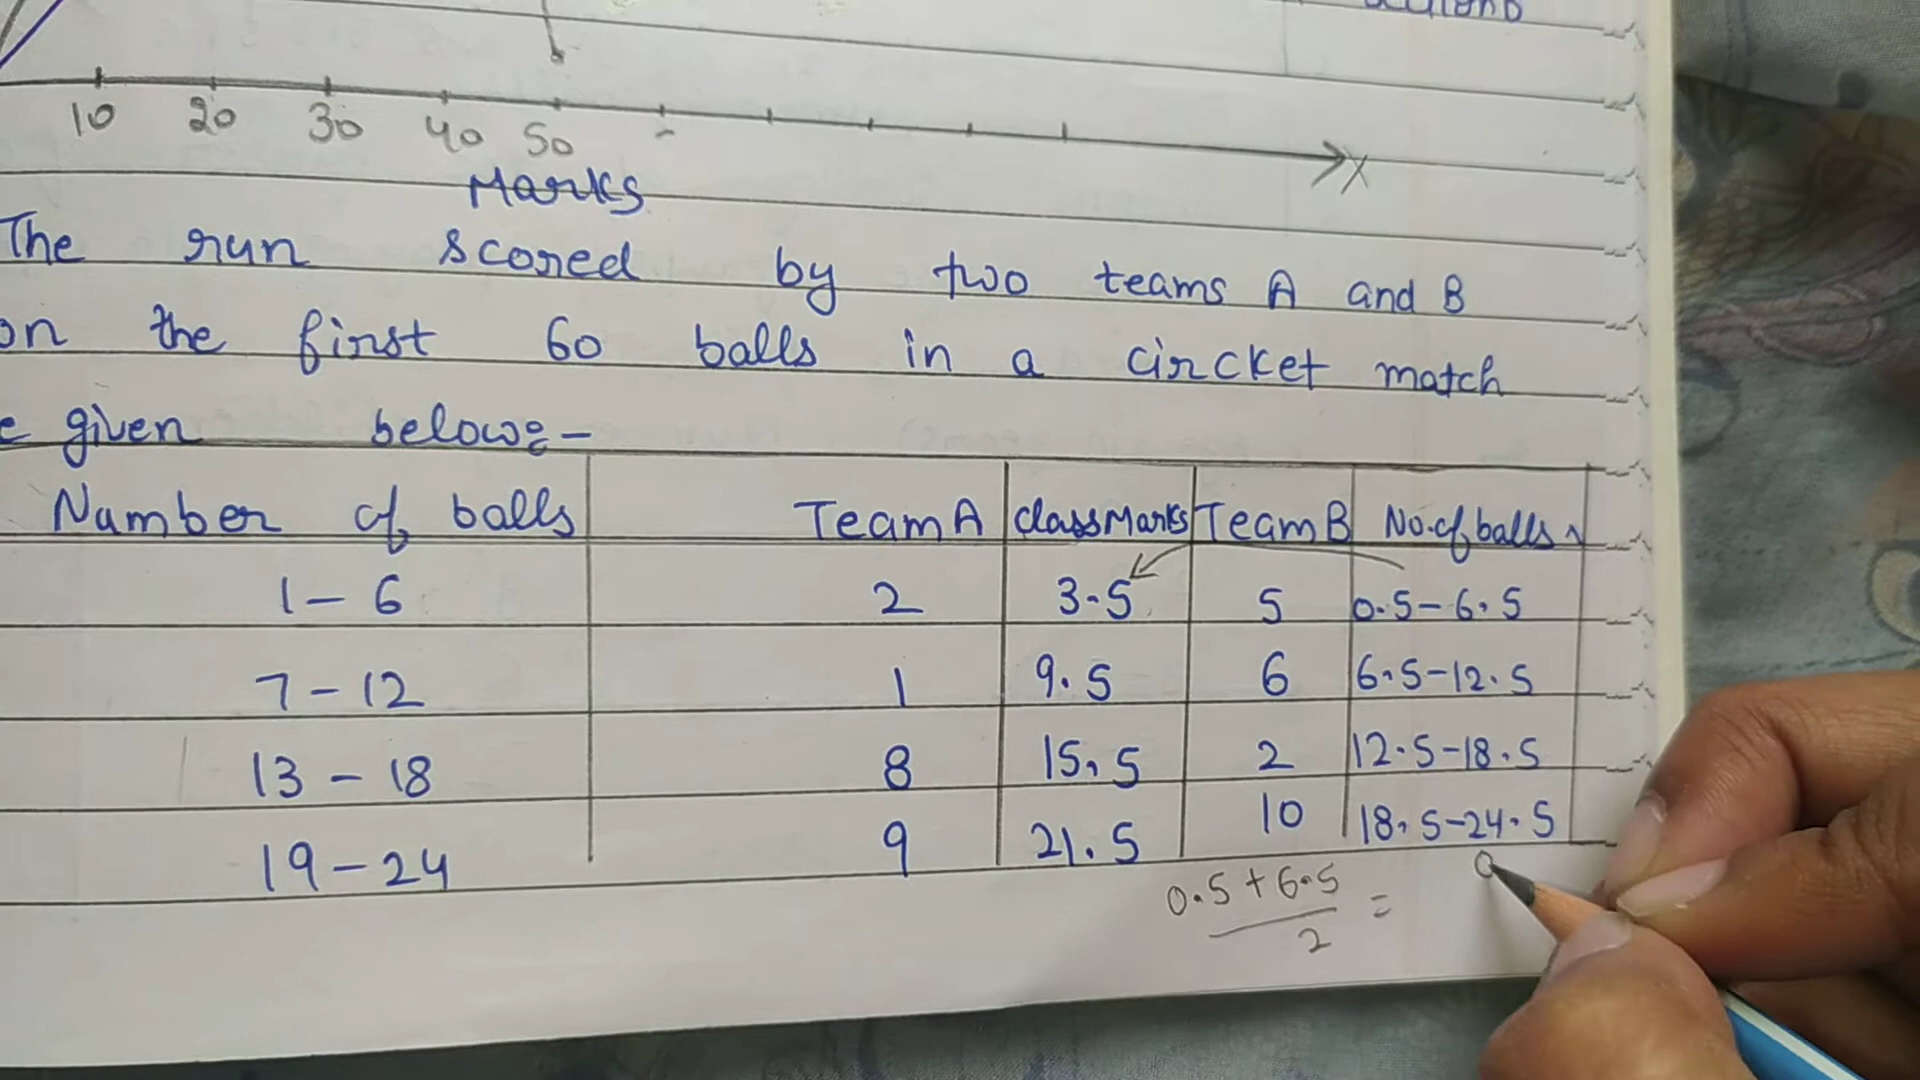 10 20 30 40 50 X
Marks
The run scored by two teams A and B
on the first 60 balls in a circket match
given below:-
Number of balls Team A Class Marks Team B No. of balls
1 - 6 2 3.5 5 0.5 - 6.5
7 - 12 1 9.5 6 6.5 - 12.5
13 - 18 8 15.5 2 12.5 - 18.5
19 - 24 9 21.5 10 18.5 - 24.5
0.5 + 6.5 =
2